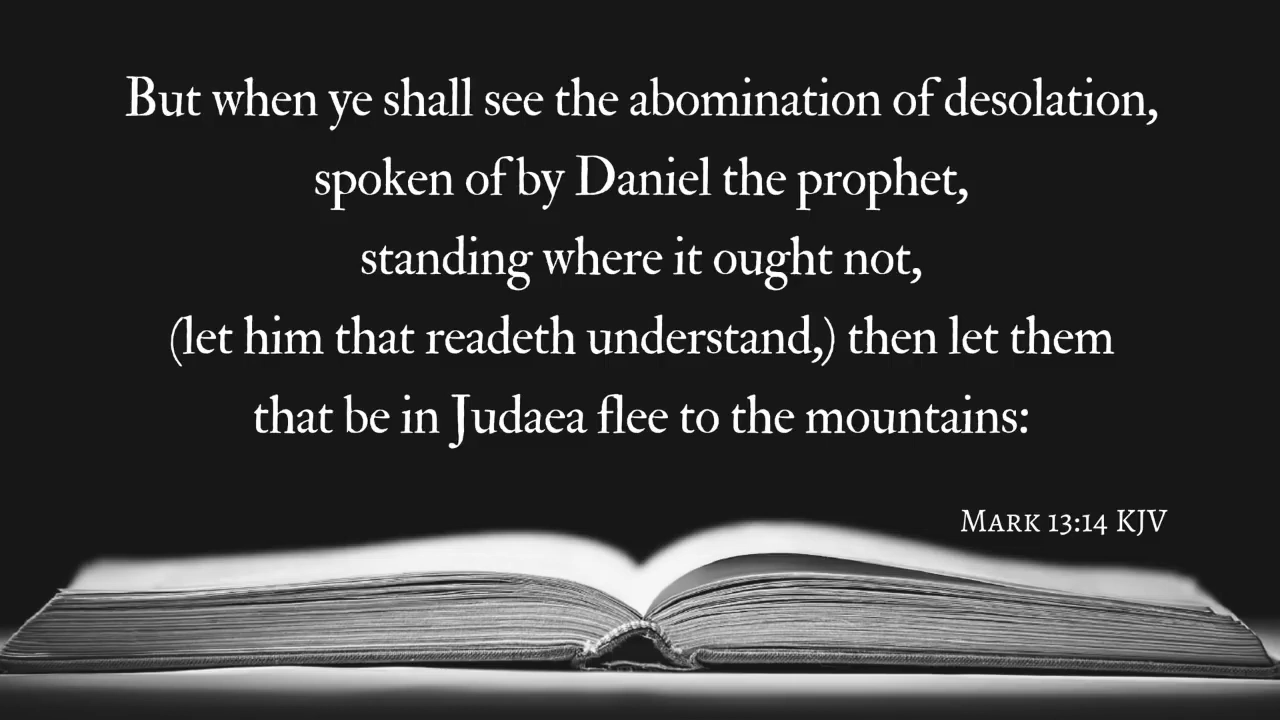 But when ye shall see the abomination of desolation,
spoken of by Daniel the prophet,
standing where it ought not,
(let him that readeth understand,) then let them
that be in Judaea flee to the mountains:
Mark 13:14 KJV